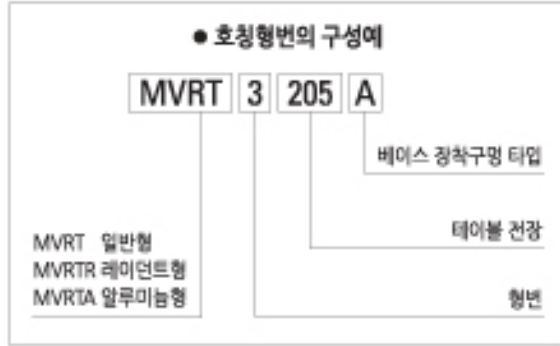 ● 호칭형번의 구성예
MVRT 3 205 A
베이스 장착구멍 타입
테이블 전장
MVRT 일반형
MVRTR 레이던트형
MVRTA 알루미늄형
형번